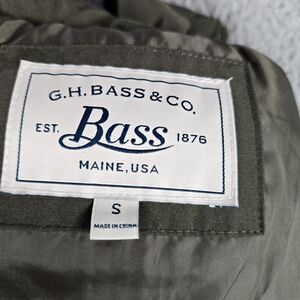 G.H. BASS & CO.
EST. Bass 1876
MAINE, USA
S
MADE IN CHINA